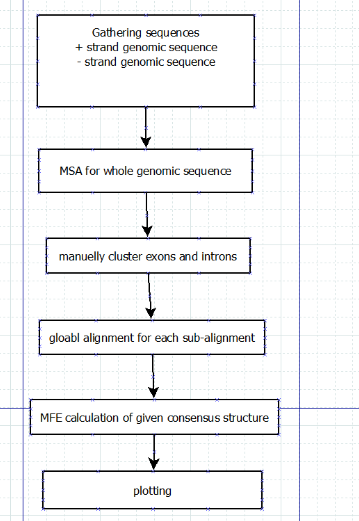 Gathering sequences
+ strand genomic sequence
- strand genomic sequence
MSA for whole genomic sequence
manuelly cluster exons and introns
gloabl alignment for each sub-alignment
MFE calculation of given consensus structure
plotting